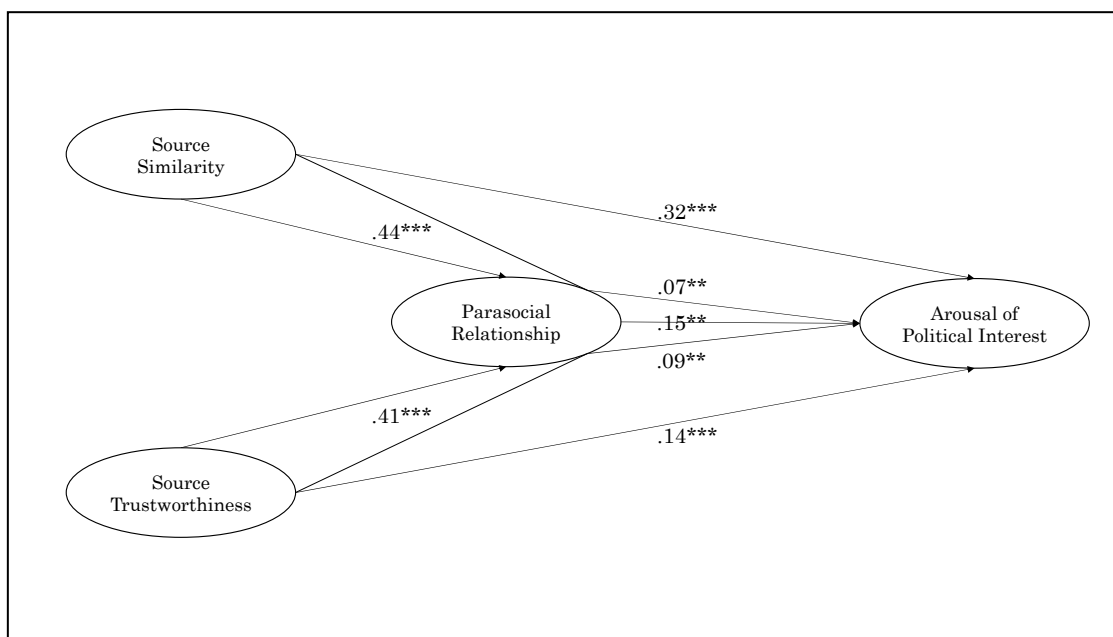 Source
Similarity
.32***
.44***
.07**
Parasocial
Relationship
.15**
Arousal of
Political Interest
.09**
.41***
.14***
Source
Trustworthiness